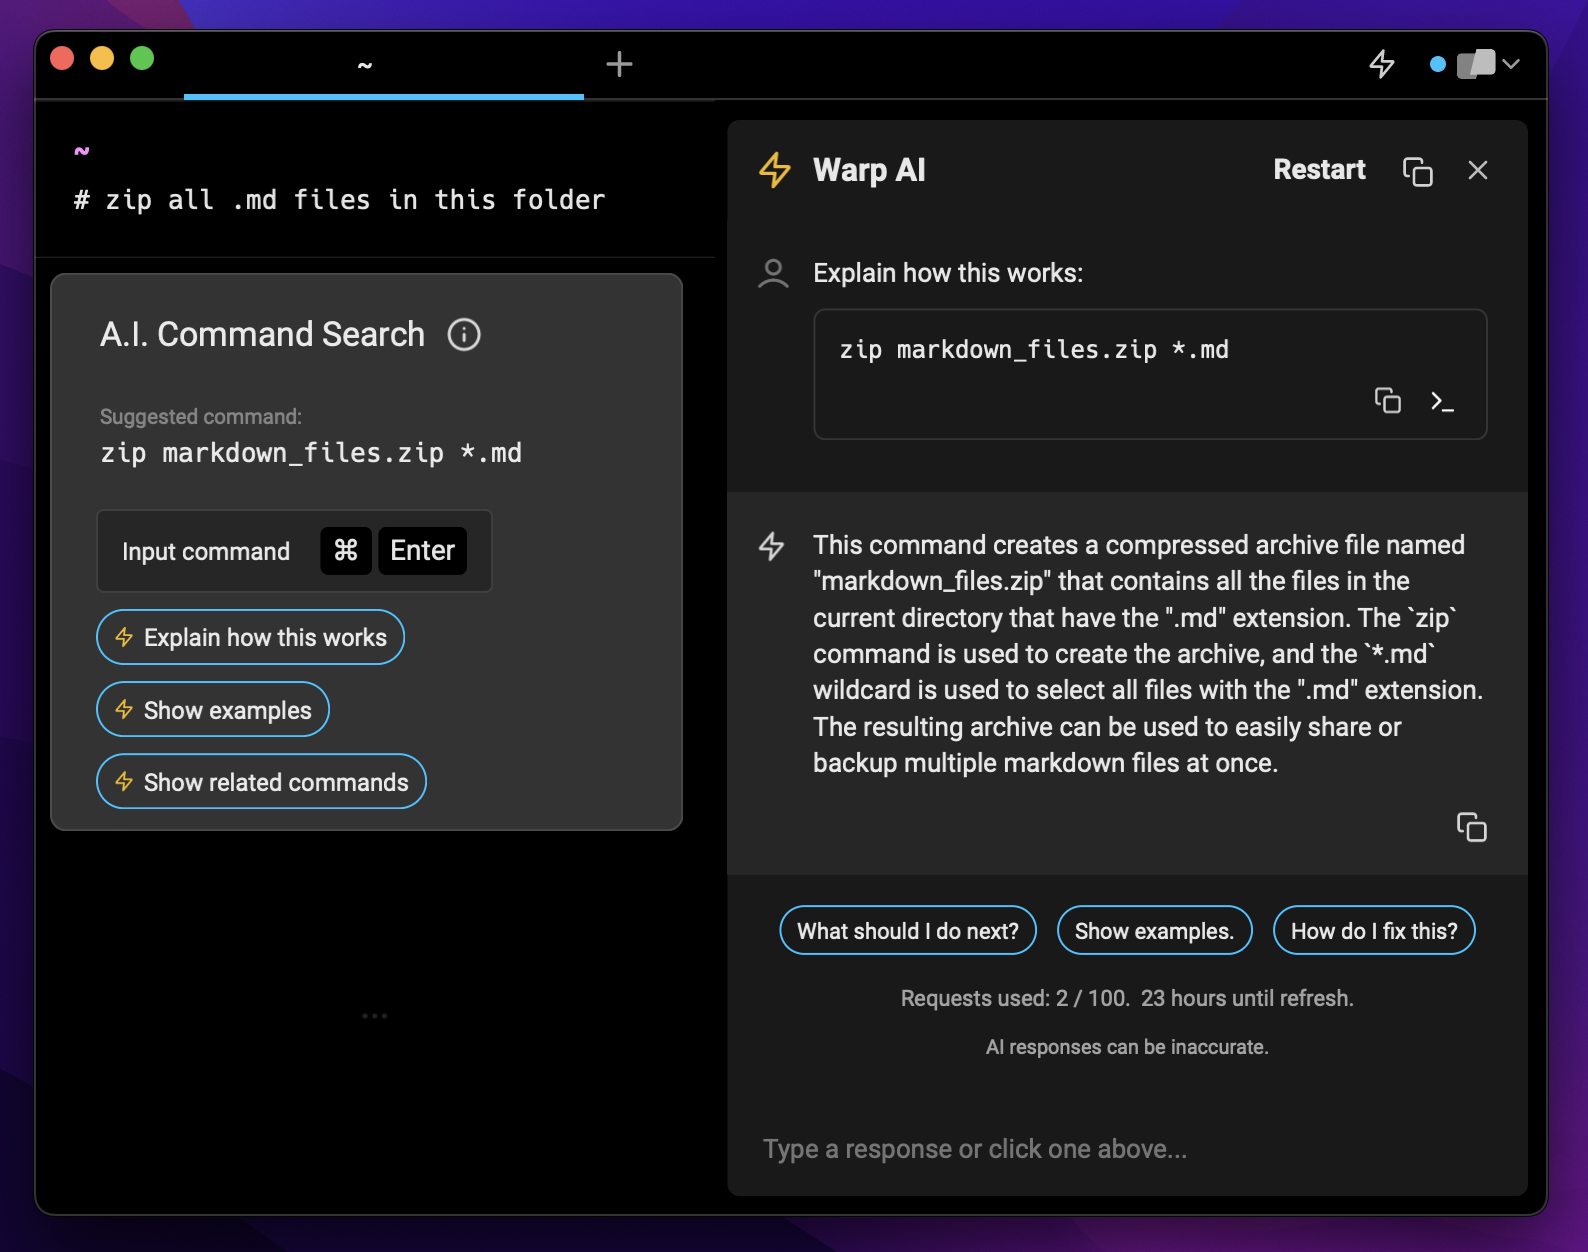 ~
~
# zip all .md files in this folder
A.I. Command Search
Suggested command:
zip markdown_files.zip *.md
Input command ⌘ Enter
Explain how this works
Show examples
Show related commands
...
Warp AI
Restart
Explain how this works:
zip markdown_files.zip *.md
This command creates a compressed archive file named
"markdown_files.zip" that contains all the files in the
current directory that have the ".md" extension. The `zip`
command is used to create the archive, and the `*.md`
wildcard is used to select all files with the ".md" extension.
The resulting archive can be used to easily share or
backup multiple markdown files at once.
What should I do next? Show examples. How do I fix this?
Requests used: 2 / 100.  23 hours until refresh.
AI responses can be inaccurate.
Type a response or click one above...